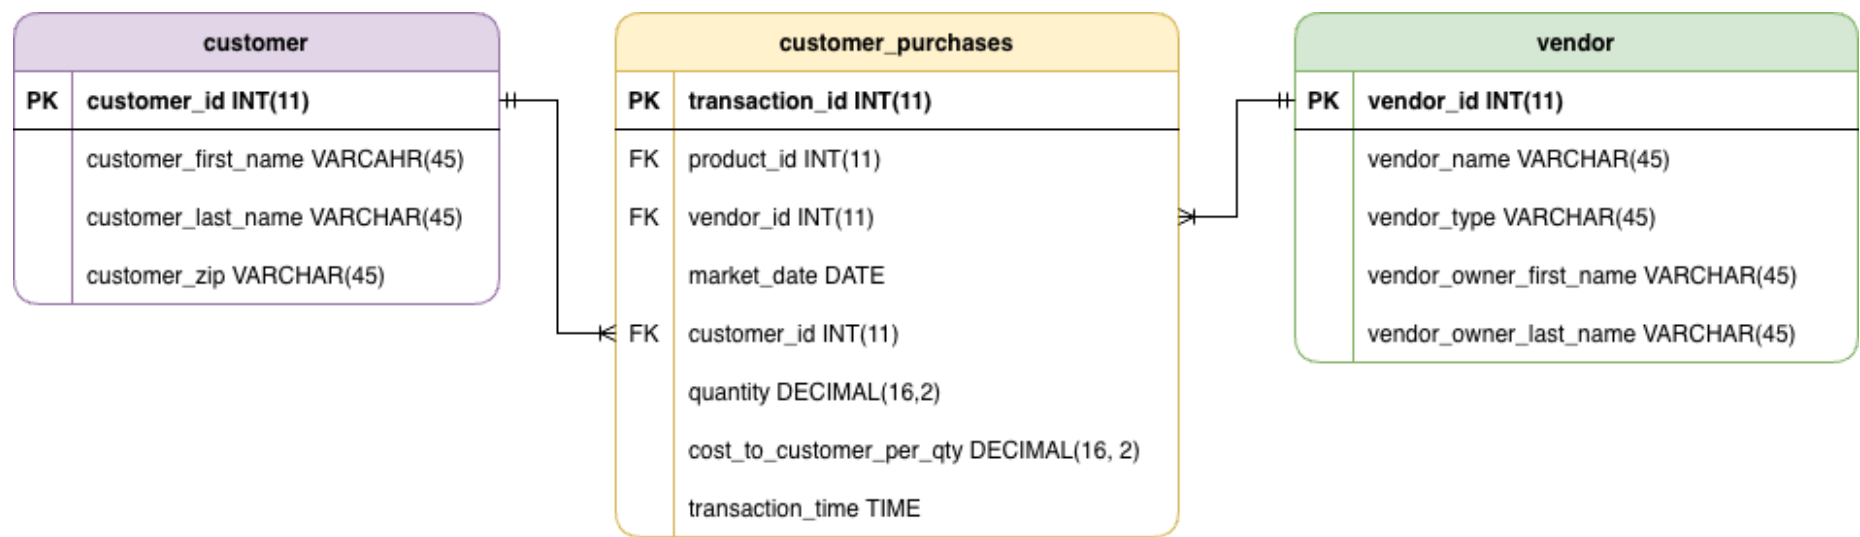 customer
PK customer_id INT(11)
customer_first_name VARCAHR(45)
customer_last_name VARCHAR(45)
customer_zip VARCHAR(45)
customer_purchases
PK transaction_id INT(11)
FK product_id INT(11)
FK vendor_id INT(11)
market_date DATE
FK customer_id INT(11)
quantity DECIMAL(16,2)
cost_to_customer_per_qty DECIMAL(16, 2)
transaction_time TIME
vendor
PK vendor_id INT(11)
vendor_name VARCHAR(45)
vendor_type VARCHAR(45)
vendor_owner_first_name VARCHAR(45)
vendor_owner_last_name VARCHAR(45)